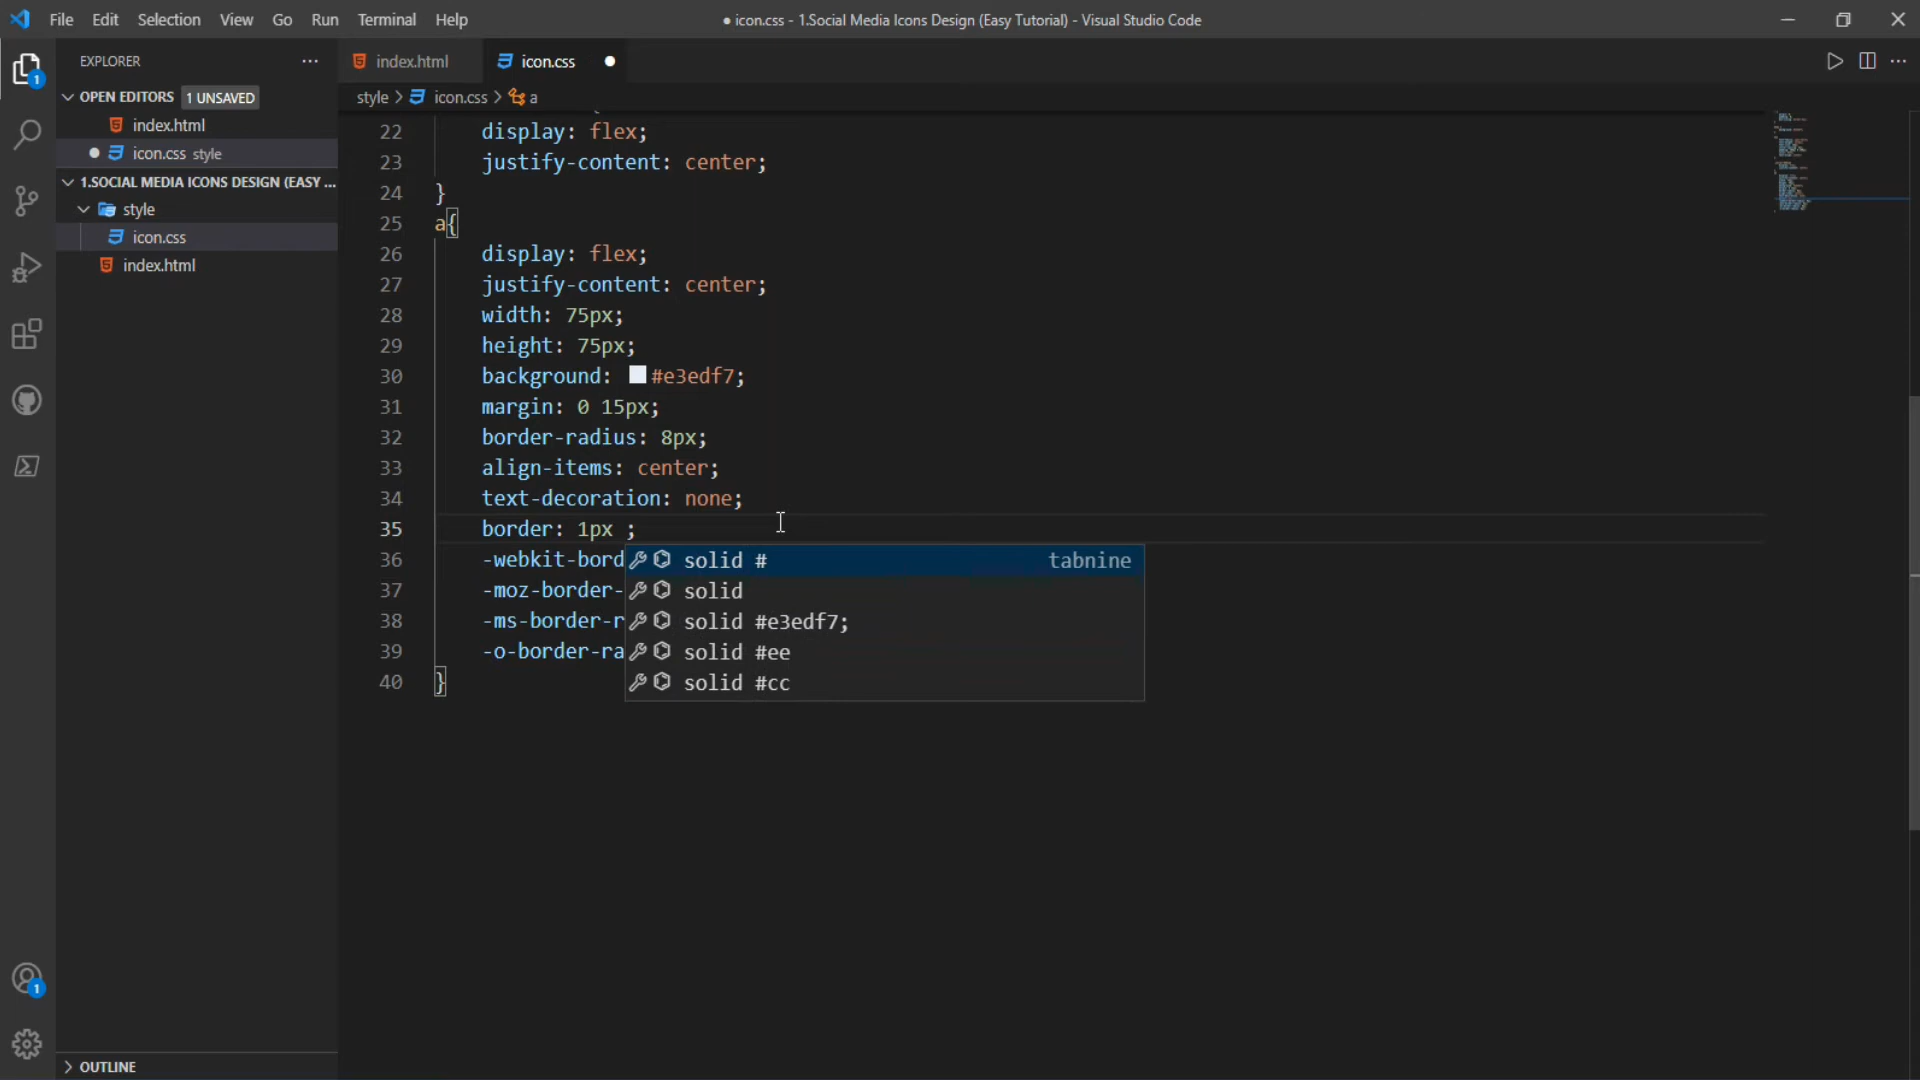 File Edit Selection View Go Run Terminal Help
● icon.css - 1.Social Media Icons Design (Easy Tutorial) - Visual Studio Code
EXPLORER
OPEN EDITORS 1 UNSAVED
index.html
icon.css style
1.SOCIAL MEDIA ICONS DESIGN (EASY ...
style
icon.css
index.html
OUTLINE
1
1
index.html icon.css
style > icon.css > a
22 display: flex;
23 justify-content: center;
24 }
25 a{
26 display: flex;
27 justify-content: center;
28 width: 75px;
29 height: 75px;
30 background: #e3edf7;
31 margin: 0 15px;
32 border-radius: 8px;
33 align-items: center;
34 text-decoration: none;
35 border: 1px ;
36 -webkit-bord
37 -moz-border-
38 -ms-border-r
39 -o-border-ra
40 }
solid # tabnine
solid
solid #e3edf7;
solid #ee
solid #cc